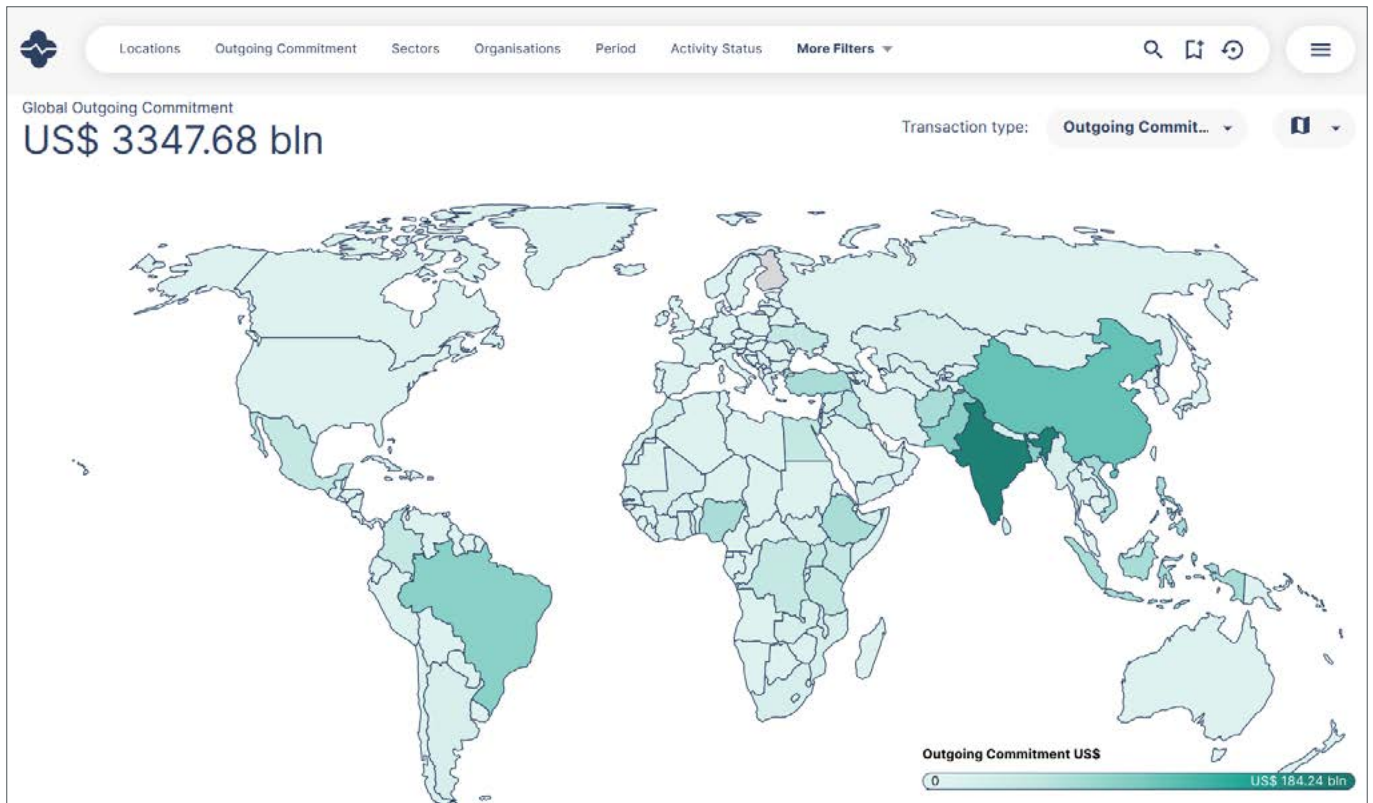 Locations Outgoing Commitment Sectors Organisations Period Activity Status More Filters
Global Outgoing Commitment
US$ 3347.68 bln
Transaction type: Outgoing Commit...
Outgoing Commitment US$
0 US$ 184.24 bln